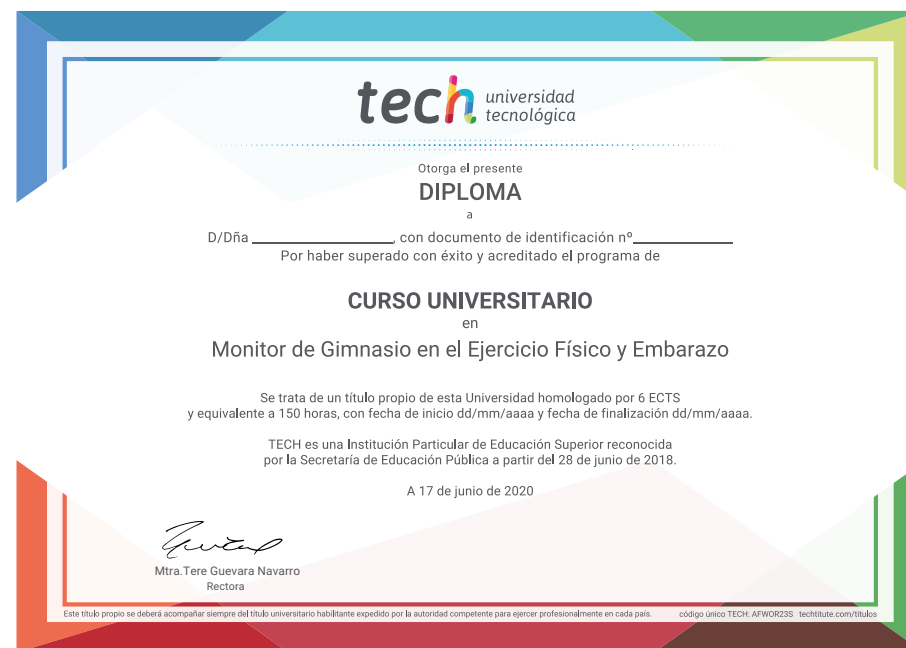 tech universidad
tecnológica
Otorga el presente
DIPLOMA
a
D/Dña ____________________, con documento de identificación nº______________
Por haber superado con éxito y acreditado el programa de
CURSO UNIVERSITARIO
en
Monitor de Gimnasio en el Ejercicio Físico y Embarazo
Se trata de un título propio de esta Universidad homologado por 6 ECTS
y equivalente a 150 horas, con fecha de inicio dd/mm/aaaa y fecha de finalización dd/mm/aaaa.
TECH es una Institución Particular de Educación Superior reconocida
por la Secretaría de Educación Pública a partir del 28 de junio de 2018.
A 17 de junio de 2020
Mtra.Tere Guevara Navarro
Rectora
Este título propio se deberá acompañar siempre del título universitario habilitante expedido por la autoridad competente para ejercer profesionalmente en cada país. código único TECH: AFWOR23S techtitute.com/títulos